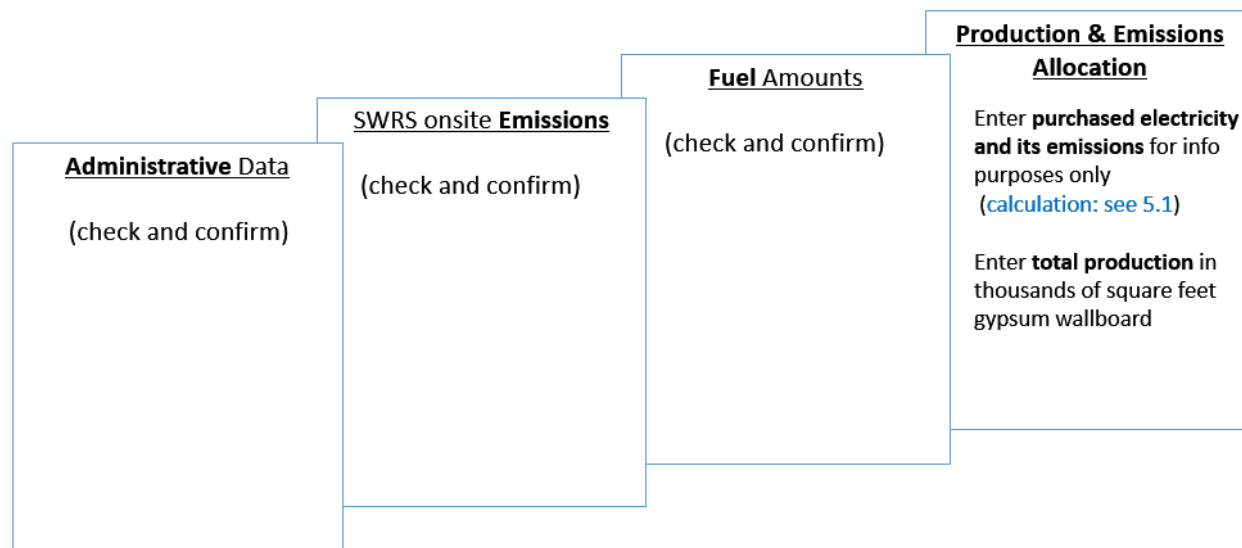 Administrative Data
(check and confirm)
SWRS onsite Emissions
(check and confirm)
Fuel Amounts
(check and confirm)
Production & Emissions
Allocation
Enter purchased electricity
and its emissions for info
purposes only
(calculation: see 5.1)
Enter total production in
thousands of square feet
gypsum wallboard